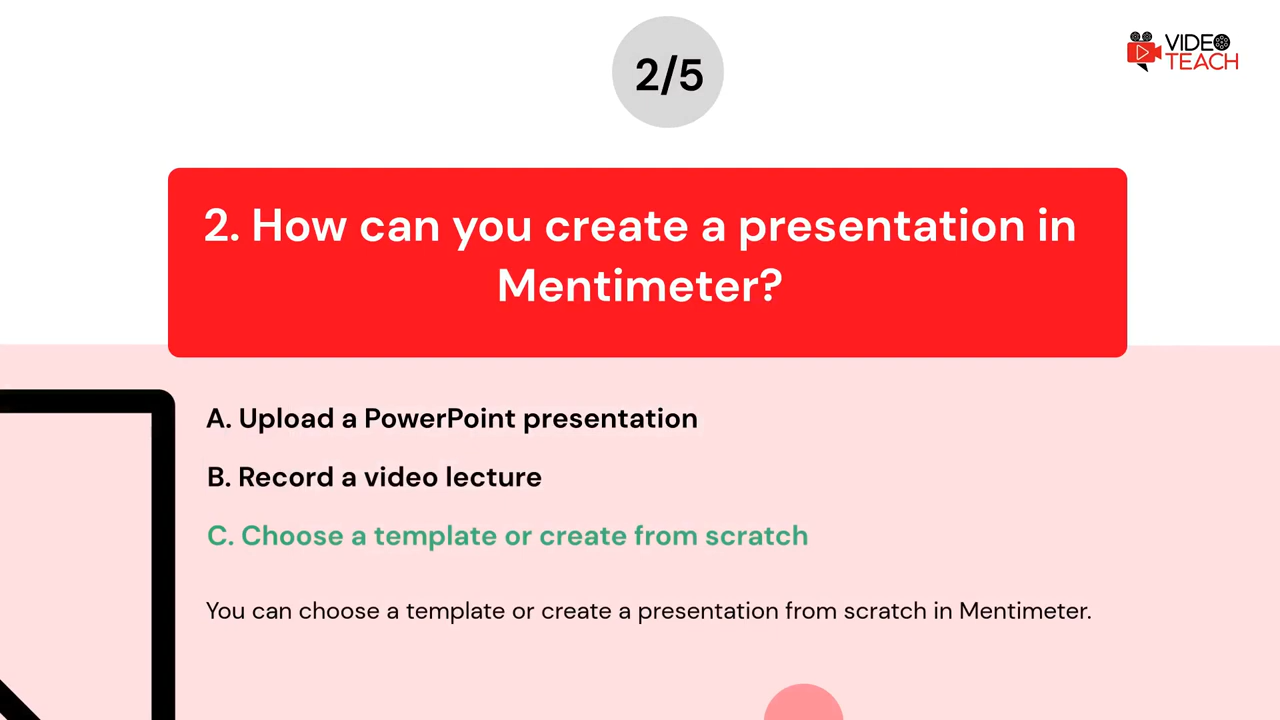 2/5
VIDEO
TEACH
2. How can you create a presentation in
Mentimeter?
A. Upload a PowerPoint presentation
B. Record a video lecture
C. Choose a template or create from scratch
You can choose a template or create a presentation from scratch in Mentimeter.